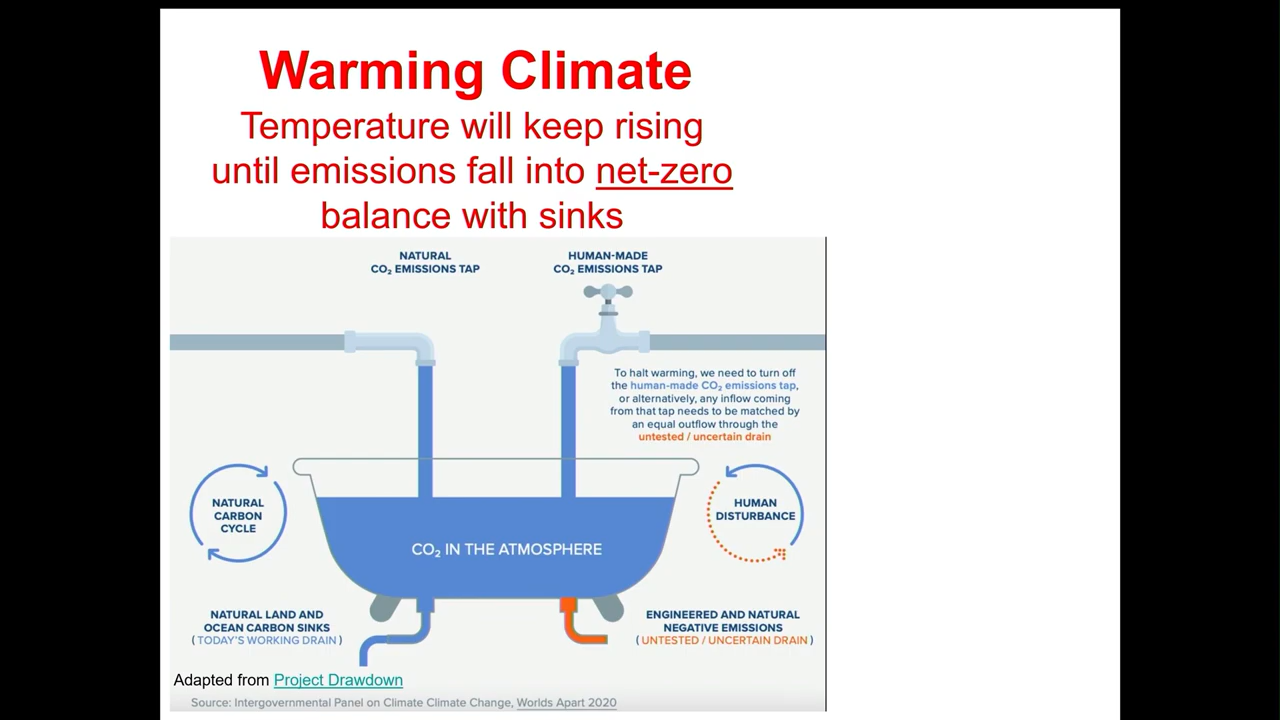 Warming Climate
Temperature will keep rising
until emissions fall into net-zero
balance with sinks
NATURAL
CO₂ EMISSIONS TAP
HUMAN-MADE
CO₂ EMISSIONS TAP
To halt warming, we need to turn off
the human-made CO₂ emissions tap,
or alternatively, any inflow coming
from that tap needs to be matched by
an equal outflow through the
untested / uncertain drain
NATURAL
CARBON
CYCLE
HUMAN
DISTURBANCE
CO₂ IN THE ATMOSPHERE
NATURAL LAND AND
OCEAN CARBON SINKS
( TODAY'S WORKING DRAIN )
ENGINEERED AND NATURAL
NEGATIVE EMISSIONS
( UNTESTED / UNCERTAIN DRAIN )
Adapted from Project Drawdown
Source: Intergovernmental Panel on Climate Climate Change, Worlds Apart 2020